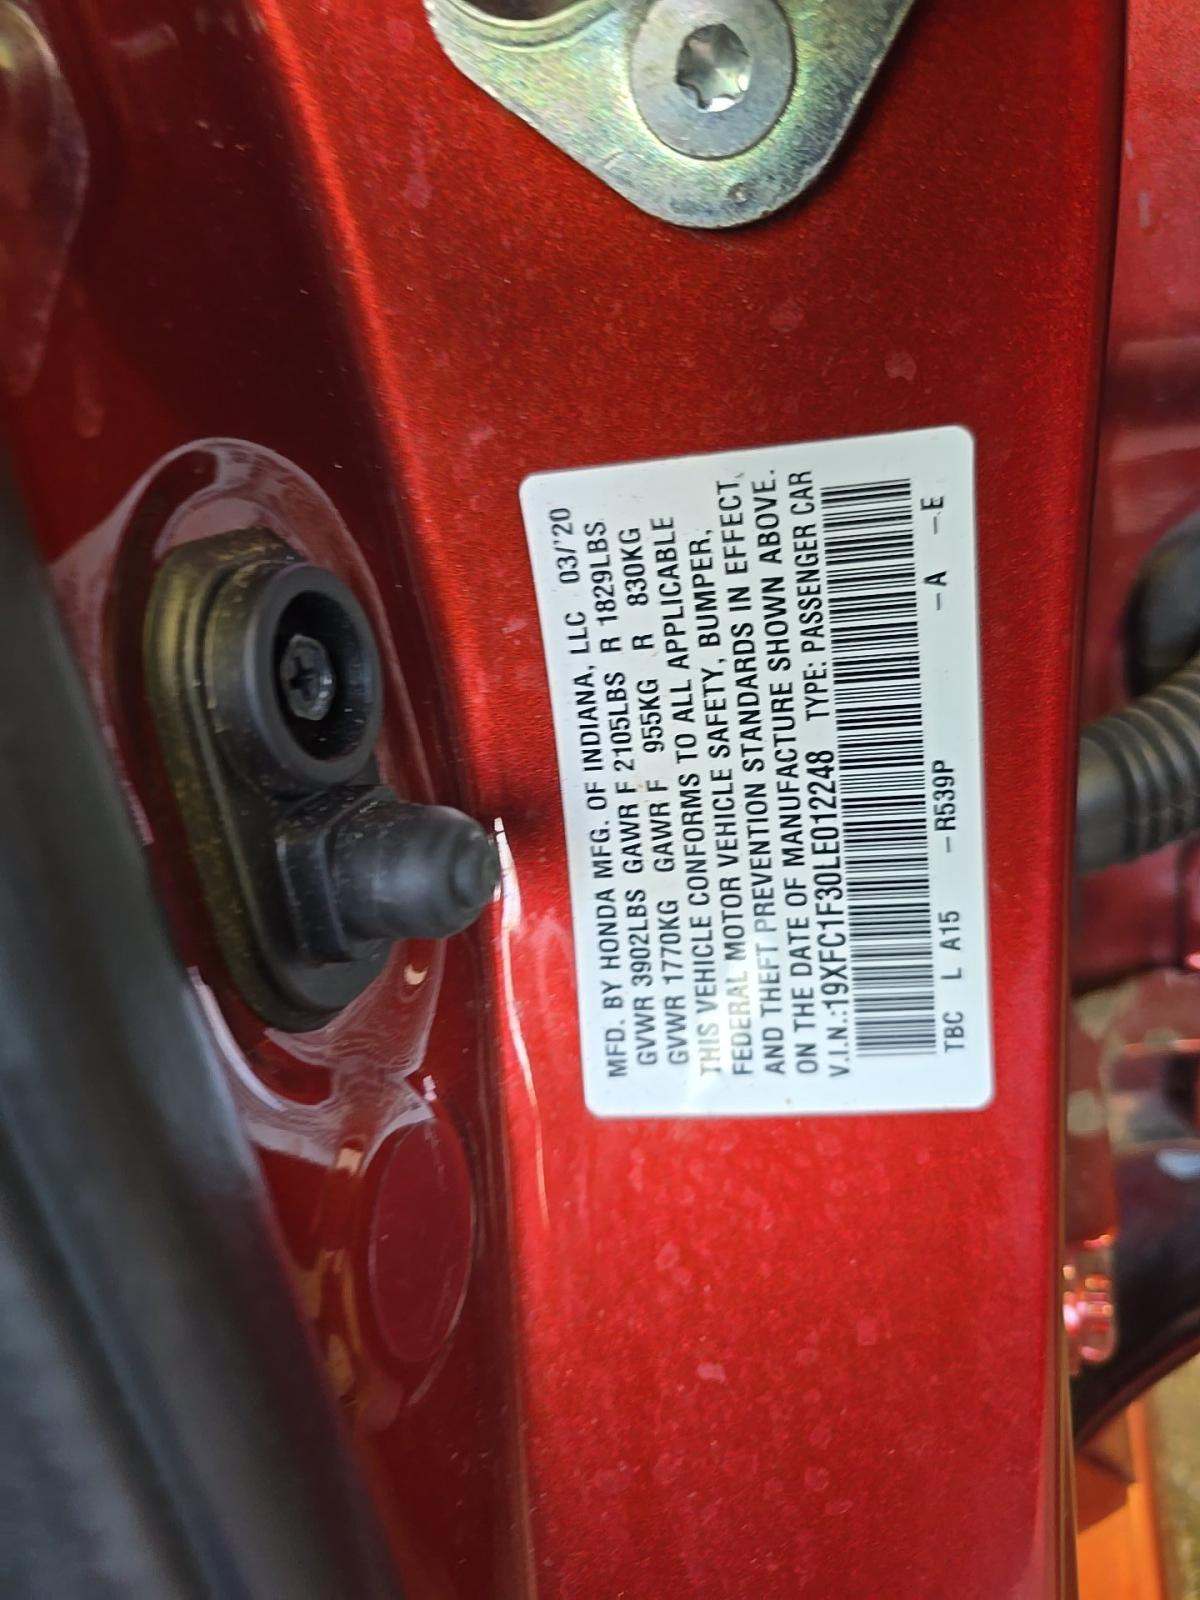 MFD. BY HONDA MFG. OF INDIANA, LLC 03/'20
GVWR 3902LBS GAWR F 2105LBS R 1829LBS
GVWR 1770KG GAWR F 955KG R 830KG
THIS VEHICLE CONFORMS TO ALL APPLICABLE
FEDERAL MOTOR VEHICLE SAFETY, BUMPER,
AND THEFT PREVENTION STANDARDS IN EFFECT
ON THE DATE OF MANUFACTURE SHOWN ABOVE.
V.I.N.:19XFC1F30LE012248 TYPE: PASSENGER CAR
TBC L A15 -R539P -A -E